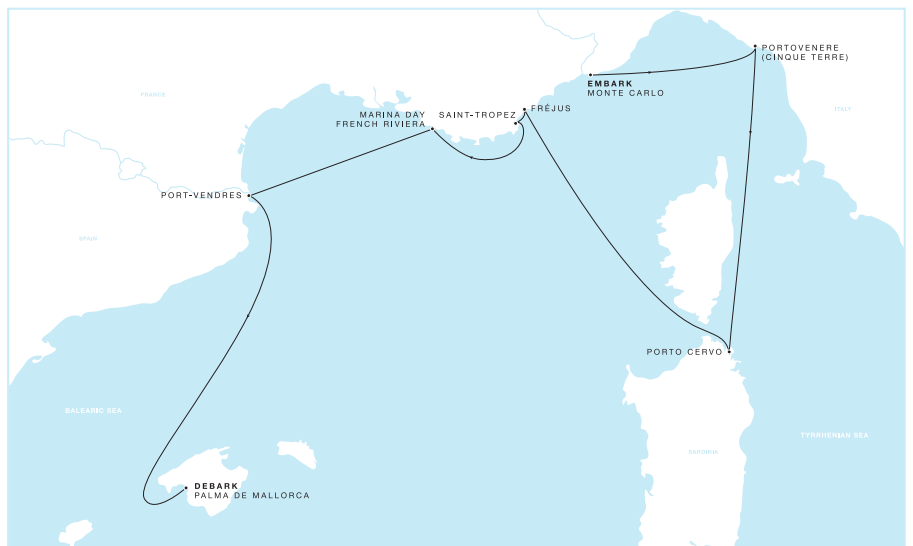 PORTOVENERE
(CINQUE TERRE)
EMBARK
MONTE CARLO
FRANCE
ITALY
FRÉJUS
SAINT-TROPEZ
MARINA DAY
FRENCH RIVIERA
PORT-VENDRES
SPAIN
PORTO CERVO
BALEARIC SEA
TYRRHENIAN SEA
SARDINIA
DEBARK
PALMA DE MALLORCA